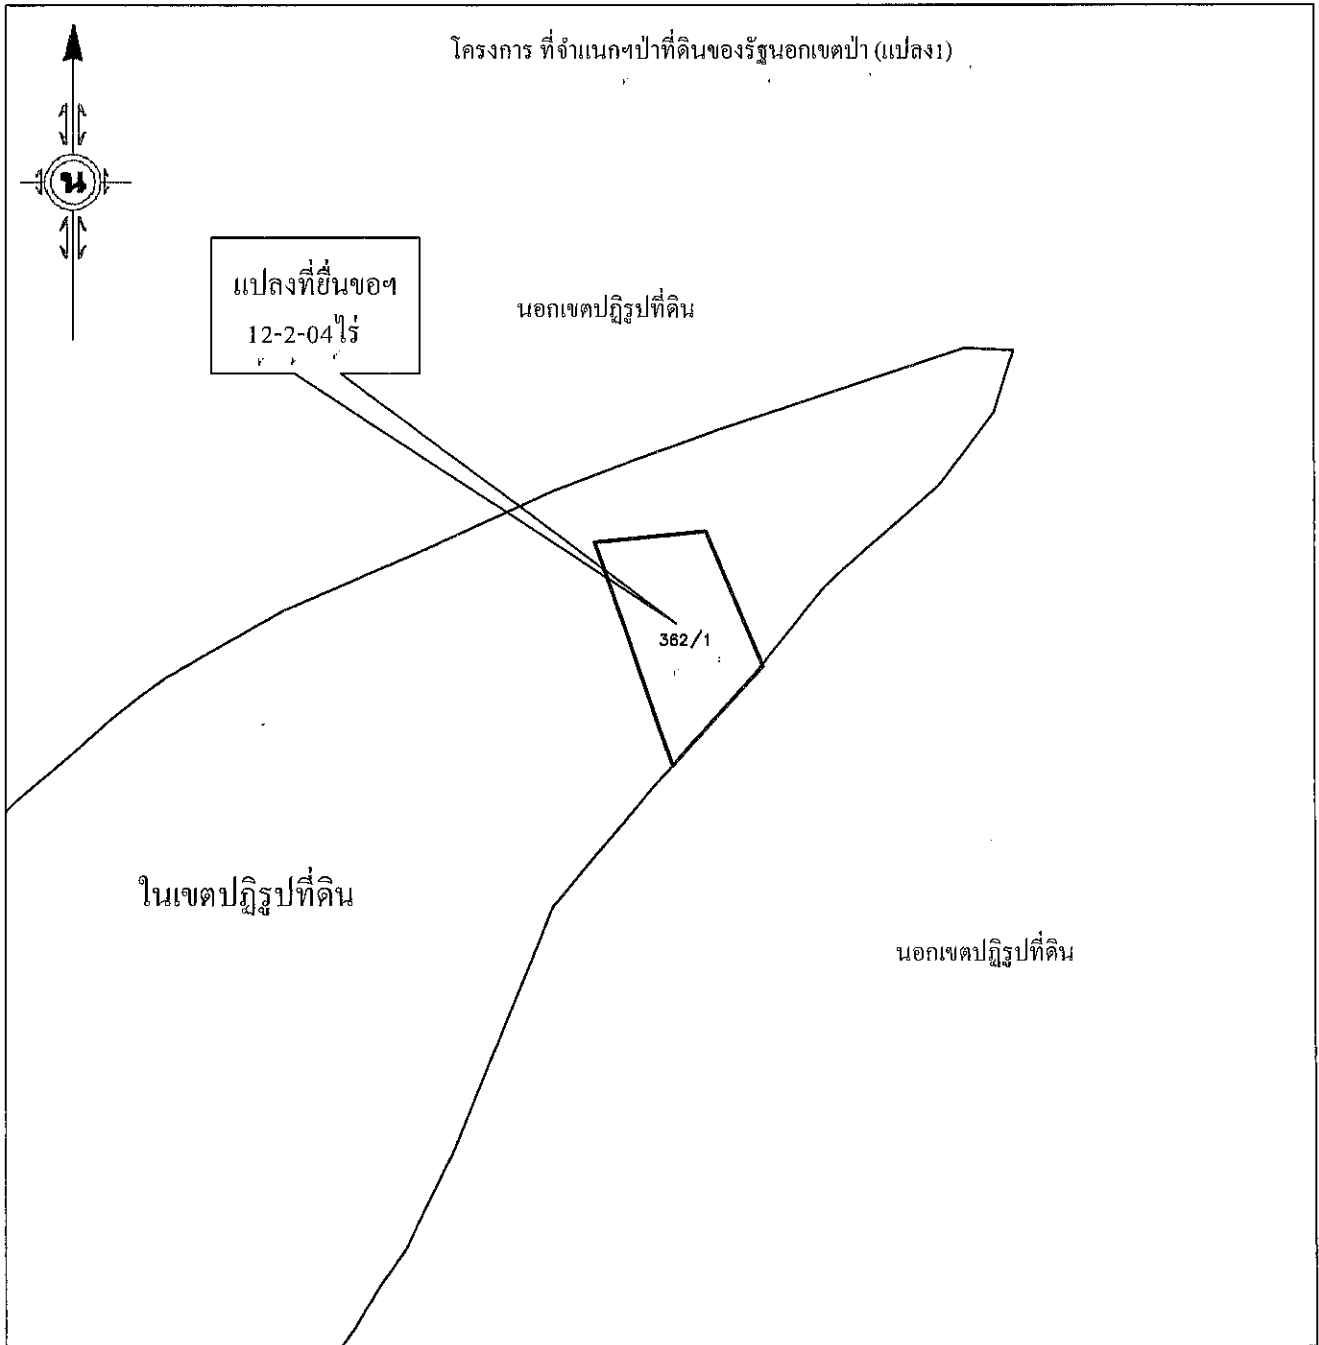 โครงการ ที่จำแนกฯป่าที่ดินของรัฐนอกเขตป่า (แปลง1)
น
แปลงที่ยื่นขอฯ
12-2-04ไร่
นอกเขตปฏิรูปที่ดิน
362/1
ในเขตปฏิรูปที่ดิน
นอกเขตปฏิรูปที่ดิน